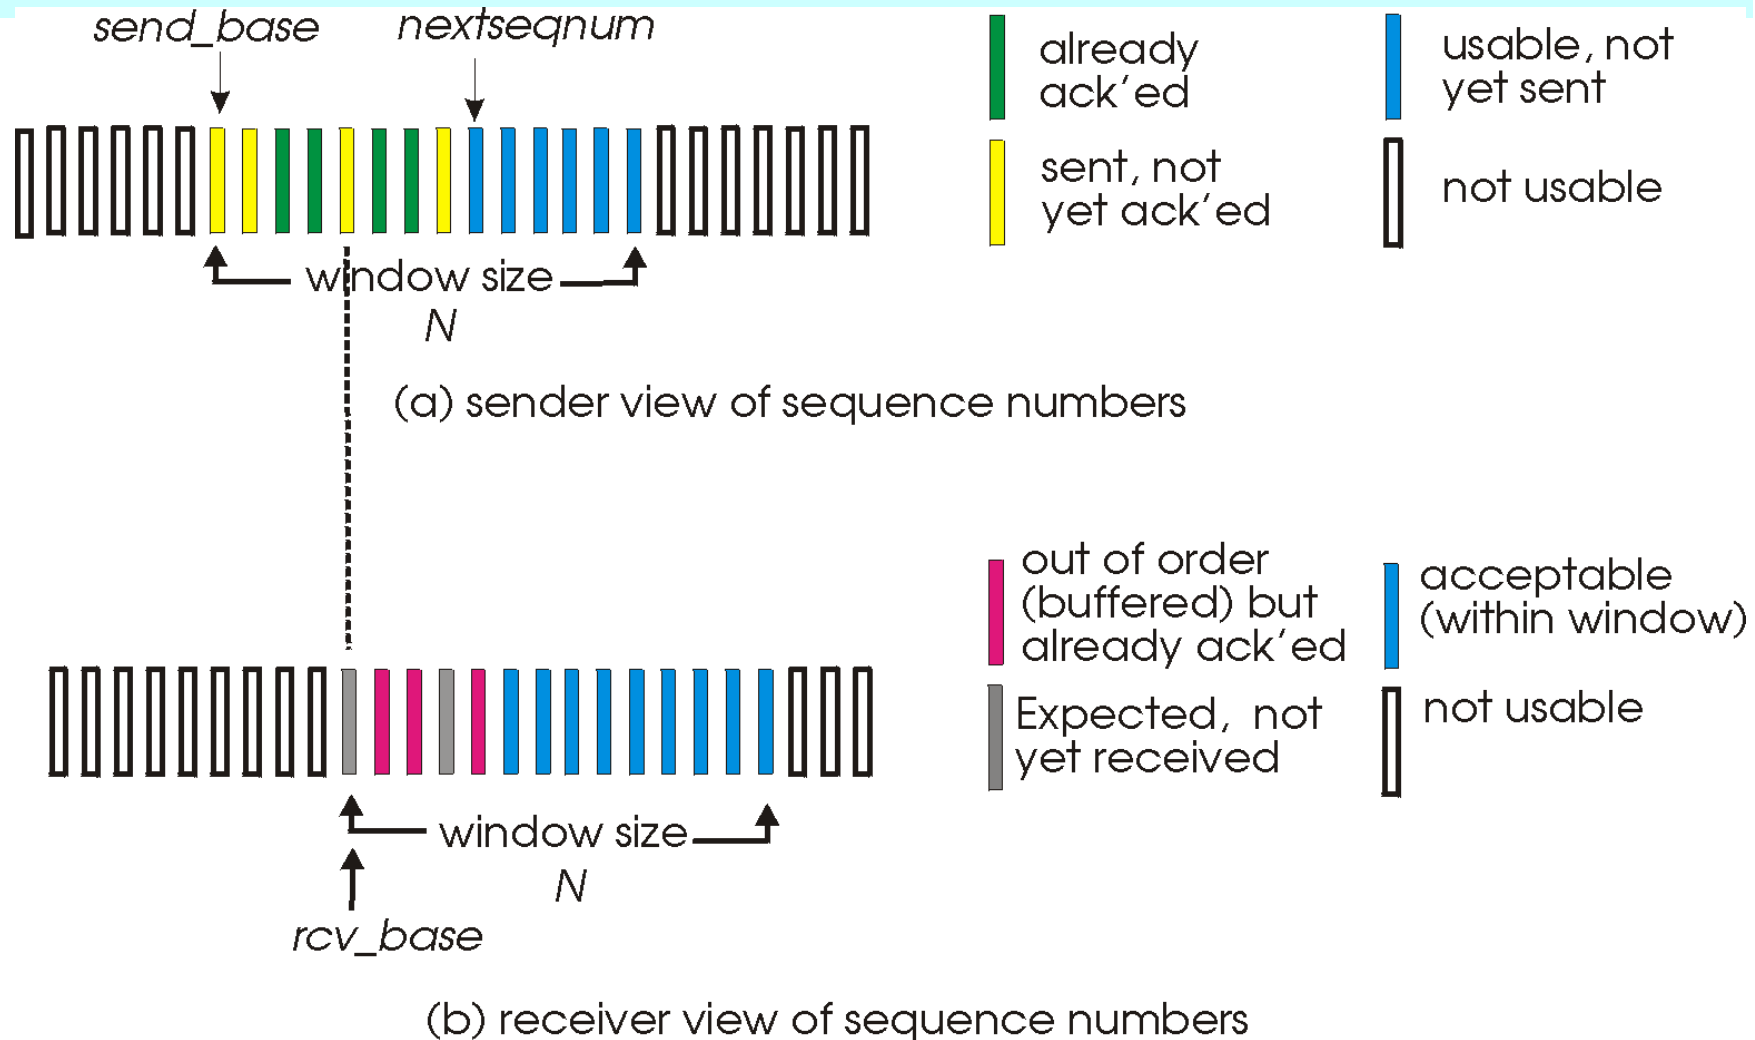 send_base
nextseqnum
already
ack'ed
usable, not
yet sent
sent, not
yet ack'ed
not usable
window size
N
(a) sender view of sequence numbers
out of order
(buffered) but
already ack'ed
acceptable
(within window)
Expected, not
yet received
not usable
window size
N
rcv_base
(b) receiver view of sequence numbers